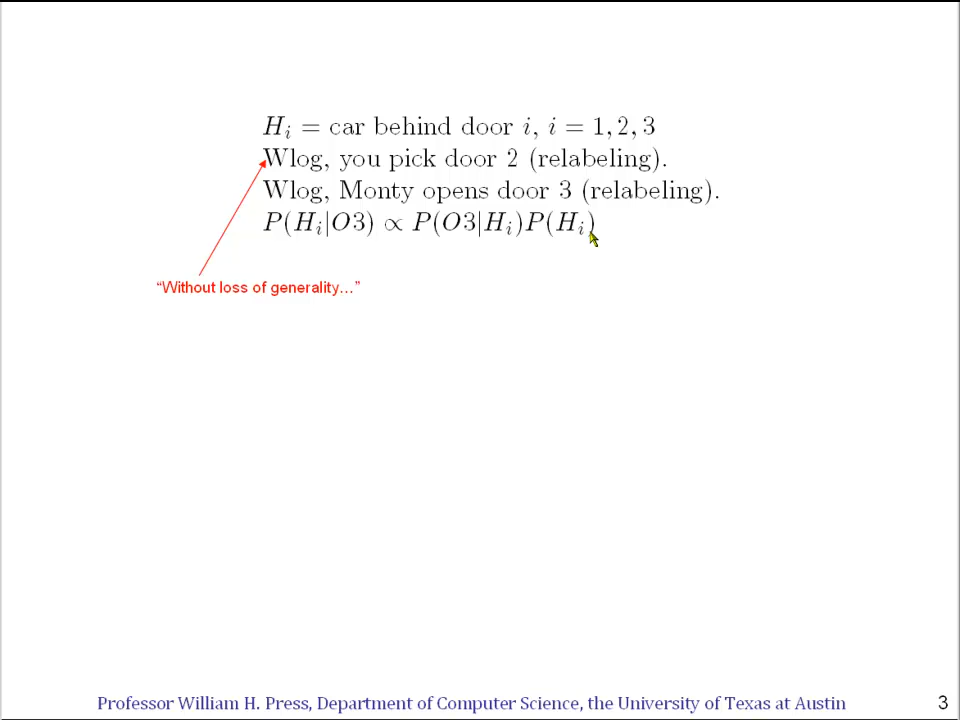 H_i = car behind door i, i = 1, 2, 3
Wlog, you pick door 2 (relabeling).
Wlog, Monty opens door 3 (relabeling).
P(H_i|O3) ∝ P(O3|H_i)P(H_i)
“Without loss of generality…”
Professor William H. Press, Department of Computer Science, the University of Texas at Austin
3